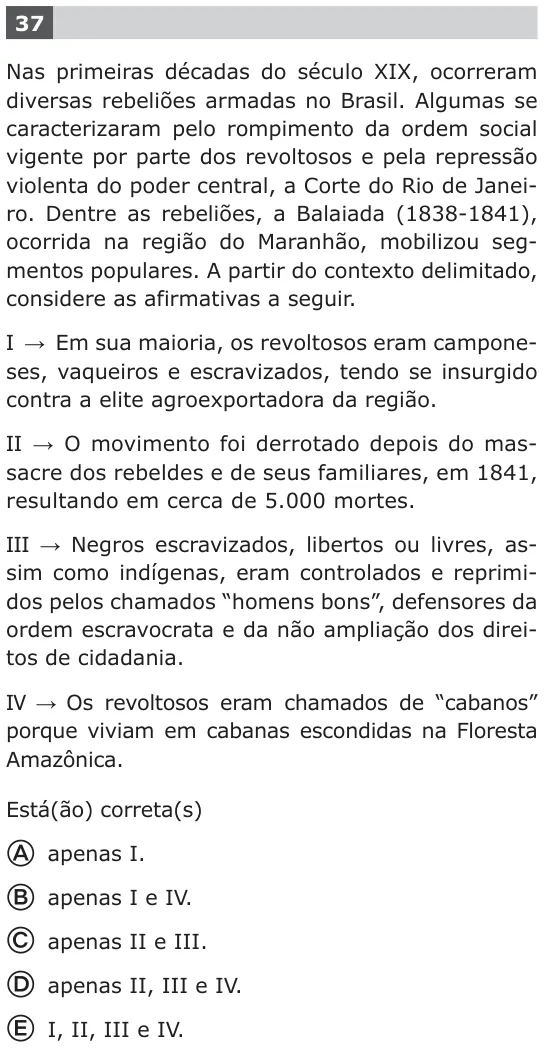 37
Nas primeiras décadas do século XIX, ocorreram
diversas rebeliões armadas no Brasil. Algumas se
caracterizaram pelo rompimento da ordem social
vigente por parte dos revoltosos e pela repressão
violenta do poder central, a Corte do Rio de Janei-
ro. Dentre as rebeliões, a Balaiada (1838-1841),
ocorrida na região do Maranhão, mobilizou seg-
mentos populares. A partir do contexto delimitado,
considere as afirmativas a seguir.
I → Em sua maioria, os revoltosos eram campone-
ses, vaqueiros e escravizados, tendo se insurgido
contra a elite agroexportadora da região.
II → O movimento foi derrotado depois do mas-
sacre dos rebeldes e de seus familiares, em 1841,
resultando em cerca de 5.000 mortes.
III → Negros escravizados, libertos ou livres, as-
sim como indígenas, eram controlados e reprimi-
dos pelos chamados “homens bons”, defensores da
ordem escravocrata e da não ampliação dos direi-
tos de cidadania.
IV → Os revoltosos eram chamados de “cabanos”
porque viviam em cabanas escondidas na Floresta
Amazônica.
Está(ão) correta(s)
A apenas I.
B apenas I e IV.
C apenas II e III.
D apenas II, III e IV.
E I, II, III e IV.